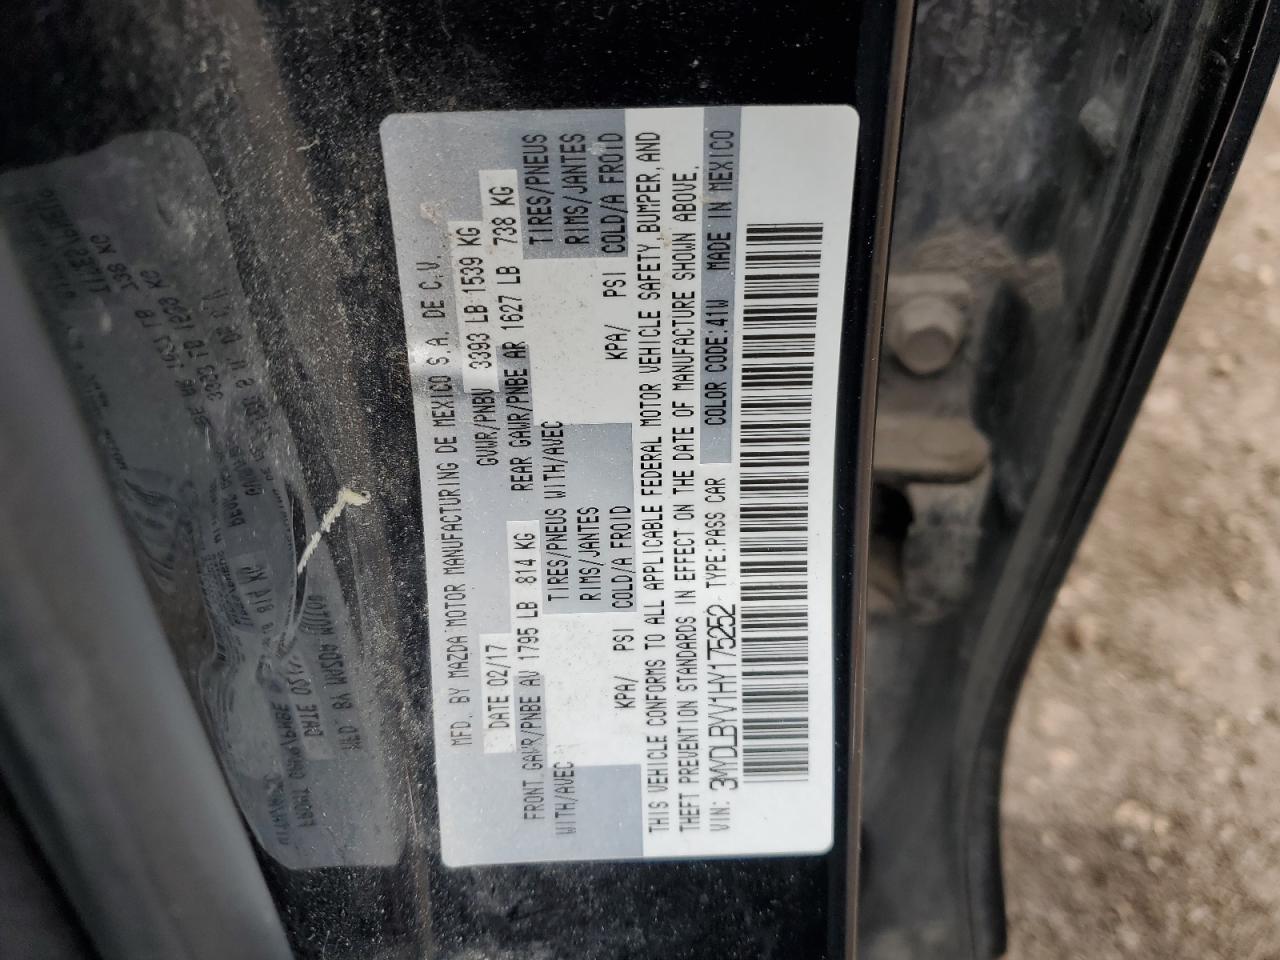 MFD. BY MAZDA MOTOR MANUFACTURING DE MEXICO S.A. DE C.V.
DATE 02/17 GVWR/PNBV 3393 LB 1539 KG
FRONT GAWR/PNBE AV 1795 LB 814 KG REAR GAWR/PNBE AR 1627 LB 738 KG
WITH/AVEC TIRES/PNEUS WITH/AVEC TIRES/PNEUS
RIMS/JANTES RIMS/JANTES
KPA/ PSI COLD/A FROID KPA/ PSI COLD/A FROID
THIS VEHICLE CONFORMS TO ALL APPLICABLE FEDERAL MOTOR VEHICLE SAFETY, BUMPER, AND
THEFT PREVENTION STANDARDS IN EFFECT ON THE DATE OF MANUFACTURE SHOWN ABOVE.
VIN: 3MYDLBYV1HY175252 TYPE:PASS CAR COLOR CODE:41W MADE IN MEXICO